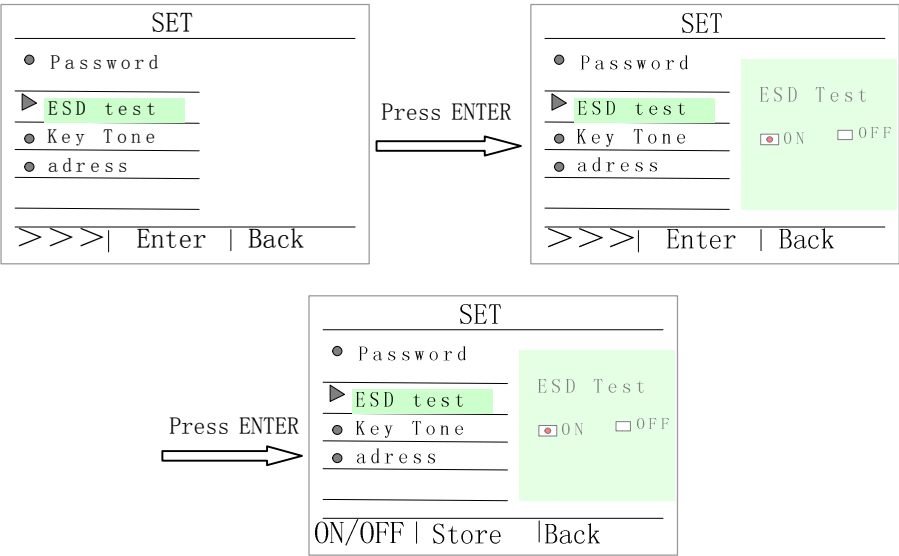 SET
Password
ESD test
Key Tone
adress
>>>| Enter | Back
Press ENTER
SET
Password
ESD test
Key Tone
adress
ESD Test
ON OFF
>>>| Enter | Back
Press ENTER
SET
Password
ESD test
Key Tone
adress
ESD Test
ON OFF
ON/OFF | Store |Back